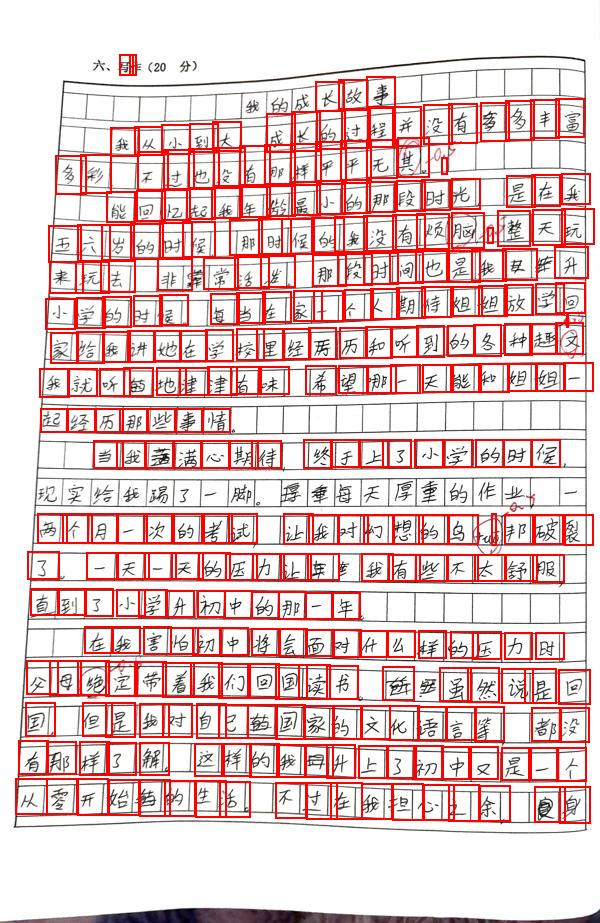 六、写作(20 分)
我的成长故事
我从小到大 成长的过程并没有多多丰富
多彩 不过也没有那样平平无其。
能回忆起我年龄最小的那段时光, 是在我
五六岁的时候 那时候的我没有烦脑, 整天玩
来玩去 非常活泼。 那段时间也是我升
小学的时候 每当在家一个人期待姐姐放学回
家给我讲她在学校里经历和听到的各种趣文
我就听的津津有味, 希望哪一天能和姐姐一
起经历那些事情。
当我满心期待, 终于上了小学的时候,
现实给我踢了一脚。厚重每天厚重的作业、一
两个月一次的考试, 让我对幻想的乌 邦破裂
了。 一天一天的压力让我有些不太舒服,
直到了小学升初中的那一年。
在我害怕初中将会面对什么样的压力时
父母绝定带着我们回国读书。 虽然说是回
国, 但是我对自己国家的文化语言等 都没
有那样了解。 这样的我升上了初中又是一个
从零开始的生活。 不过在我担心之余, 身